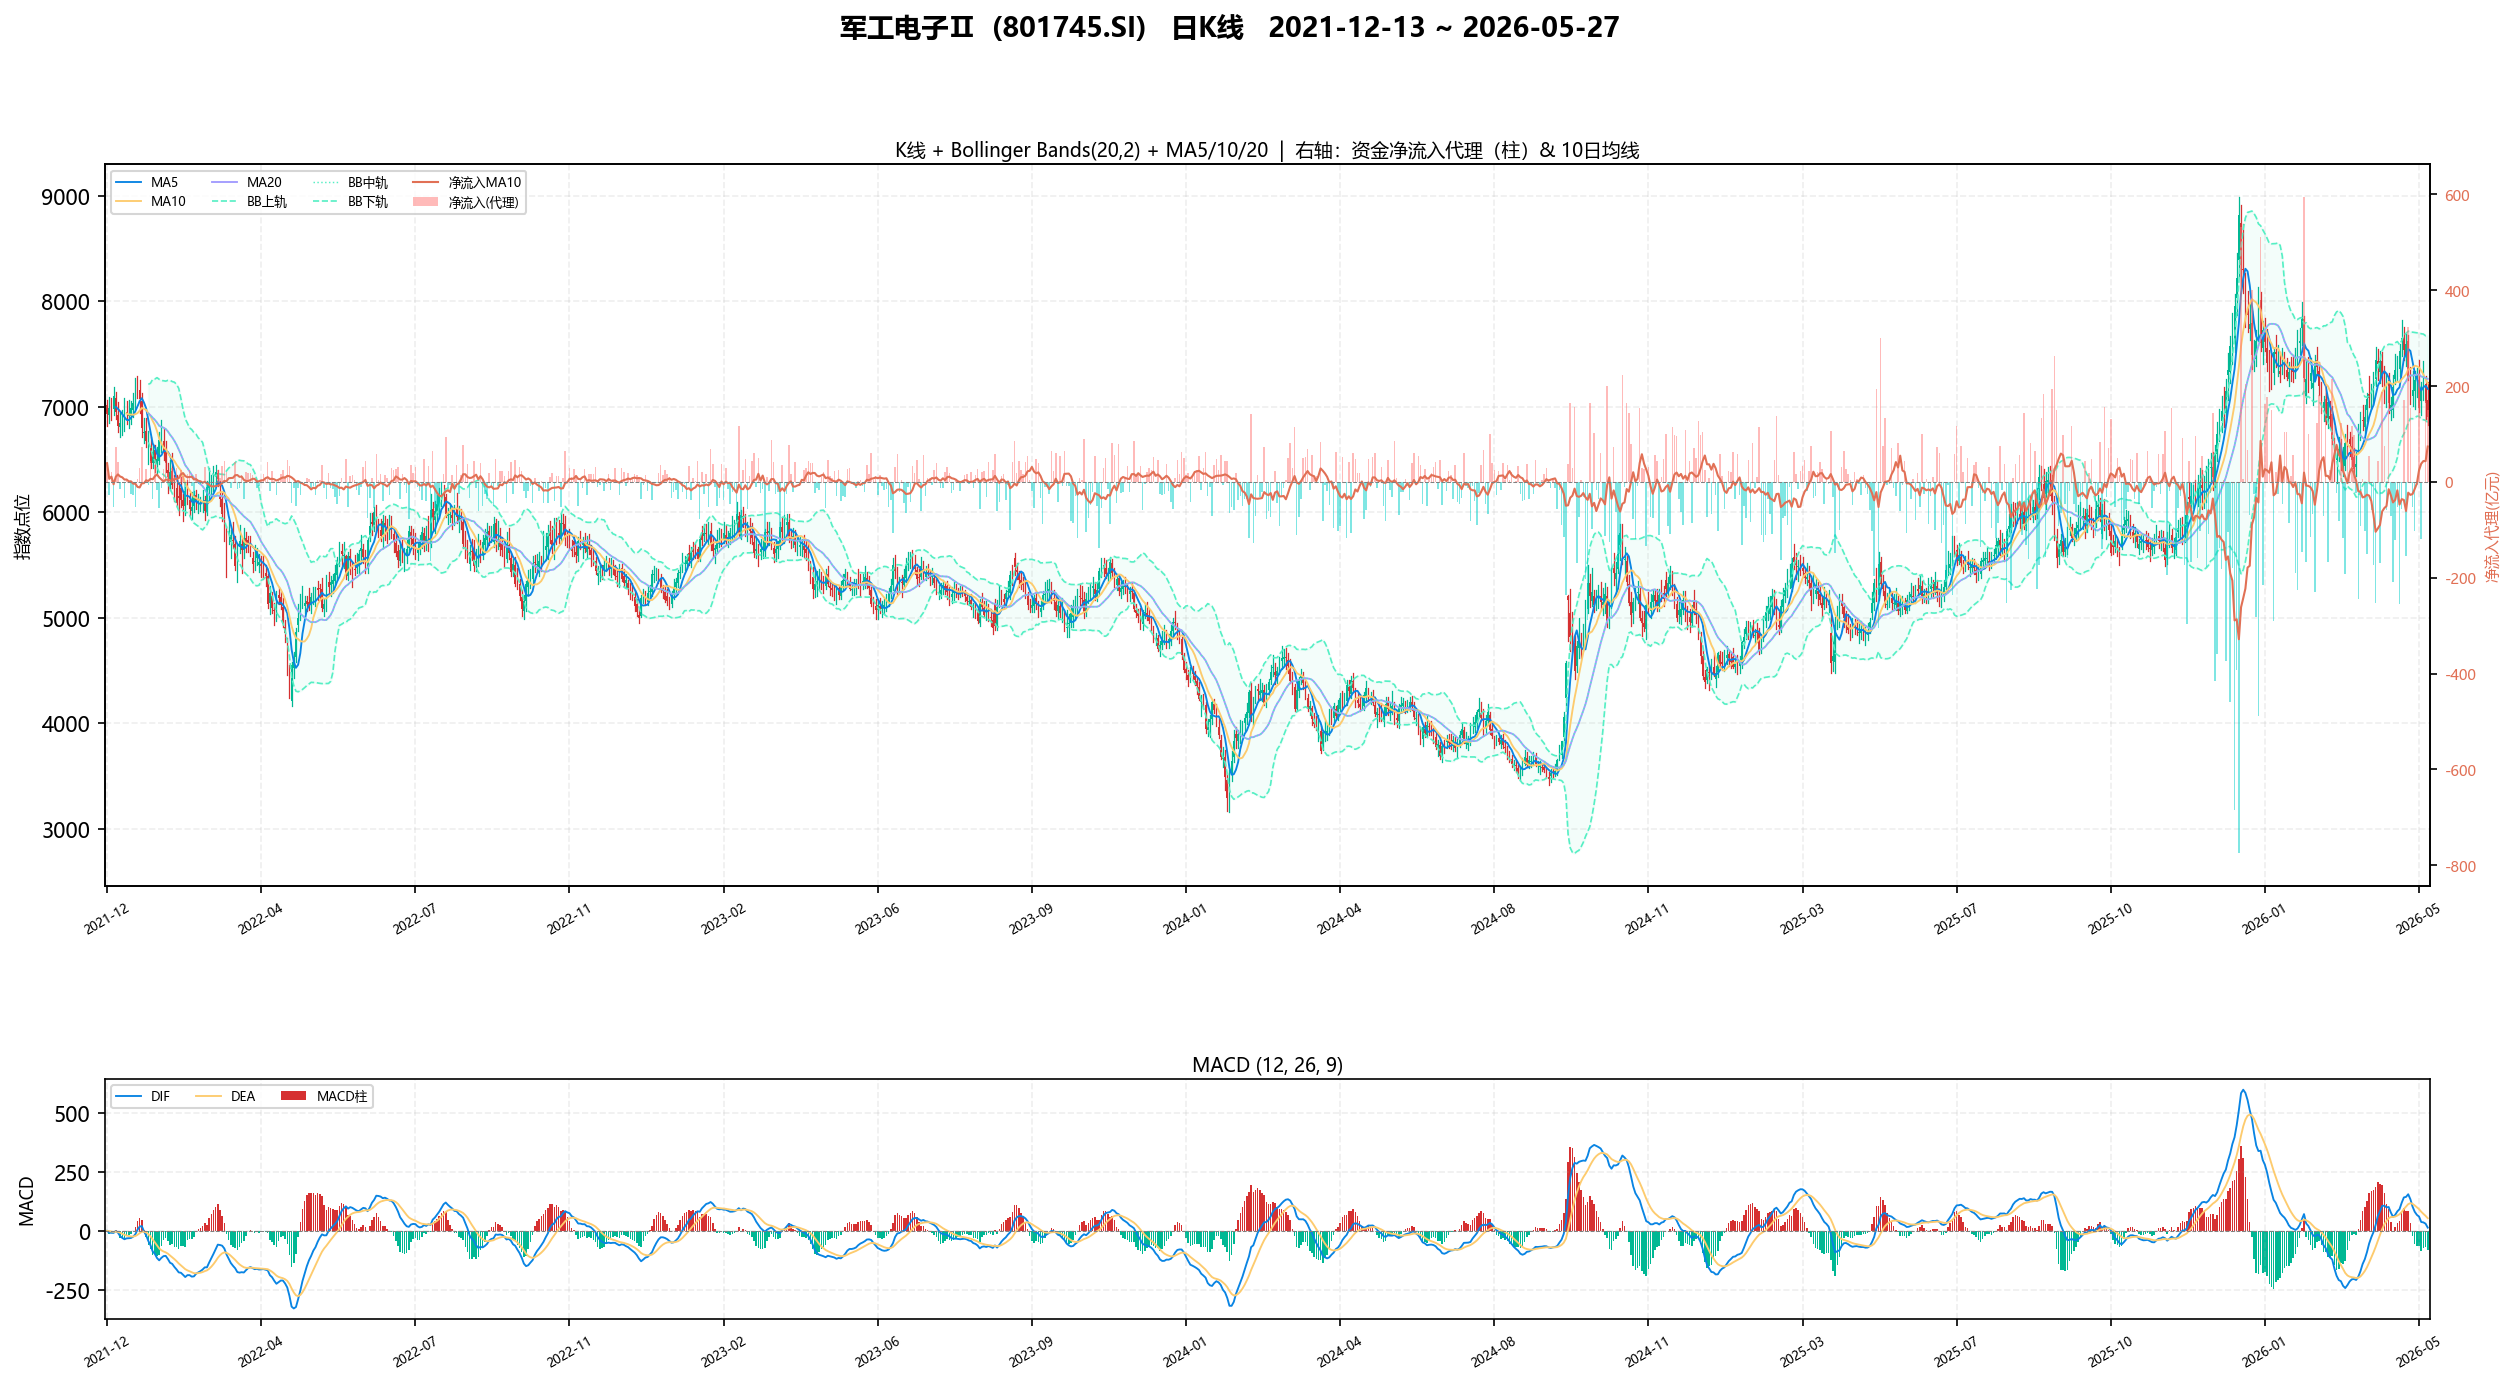 军工电子Ⅱ (801745.SI) 日K线 2021-12-13 ~ 2026-05-27
K线 + Bollinger Bands(20,2) + MA5/10/20 | 右轴：资金净流入代理（柱）& 10日均线
MA5 MA20 BB中轨 净流入MA10
MA10 BB上轨 BB下轨 净流入(代理)
指数点位
9000
8000
7000
6000
5000
4000
3000
600
400
200
0
-200
-400
-600
-800
净流入代理(亿元)
2021-12 2022-04 2022-07 2022-11 2023-02 2023-06 2023-09 2024-01 2024-04 2024-08 2024-11 2025-03 2025-07 2025-10 2026-01 2026-05
MACD (12, 26, 9)
DIF DEA MACD柱
MACD
500
250
0
-250
2021-12 2022-04 2022-07 2022-11 2023-02 2023-06 2023-09 2024-01 2024-04 2024-08 2024-11 2025-03 2025-07 2025-10 2026-01 2026-05